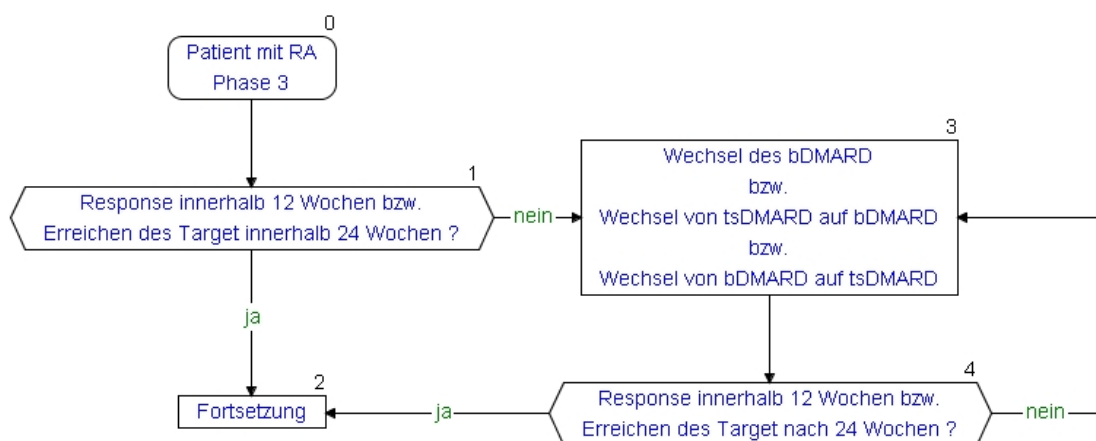 0
Patient mit RA
Phase 3
1
Response innerhalb 12 Wochen bzw.
Erreichen des Target innerhalb 24 Wochen ?
nein
3
Wechsel des bDMARD
bzw.
Wechsel von tsDMARD auf bDMARD
bzw.
Wechsel von bDMARD auf tsDMARD
ja
2
Fortsetzung
ja
4
Response innerhalb 12 Wochen bzw.
Erreichen des Target nach 24 Wochen ?
nein